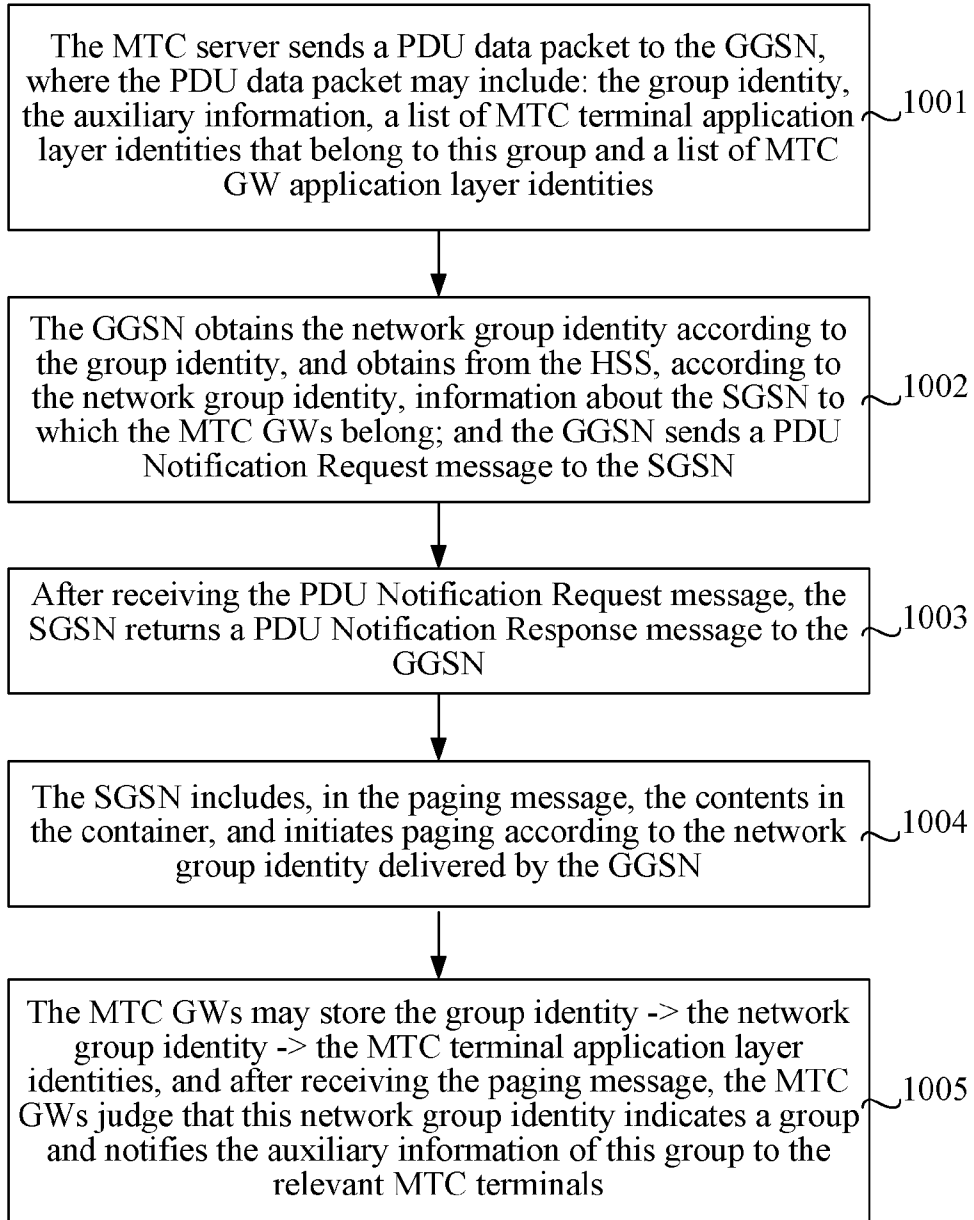 The MTC server sends a PDU data packet to the GGSN,
where the PDU data packet may include: the group identity,
the auxiliary information, a list of MTC terminal application
layer identities that belong to this group and a list of MTC
GW application layer identities
1001
The GGSN obtains the network group identity according to
the group identity, and obtains from the HSS, according to
the network group identity, information about the SGSN to
which the MTC GWs belong; and the GGSN sends a PDU
Notification Request message to the SGSN
1002
After receiving the PDU Notification Request message, the
SGSN returns a PDU Notification Response message to the
GGSN
1003
The SGSN includes, in the paging message, the contents in
the container, and initiates paging according to the network
group identity delivered by the GGSN
1004
The MTC GWs may store the group identity -> the network
group identity -> the MTC terminal application layer
identities, and after receiving the paging message, the MTC
GWs judge that this network group identity indicates a group
and notifies the auxiliary information of this group to the
relevant MTC terminals
1005